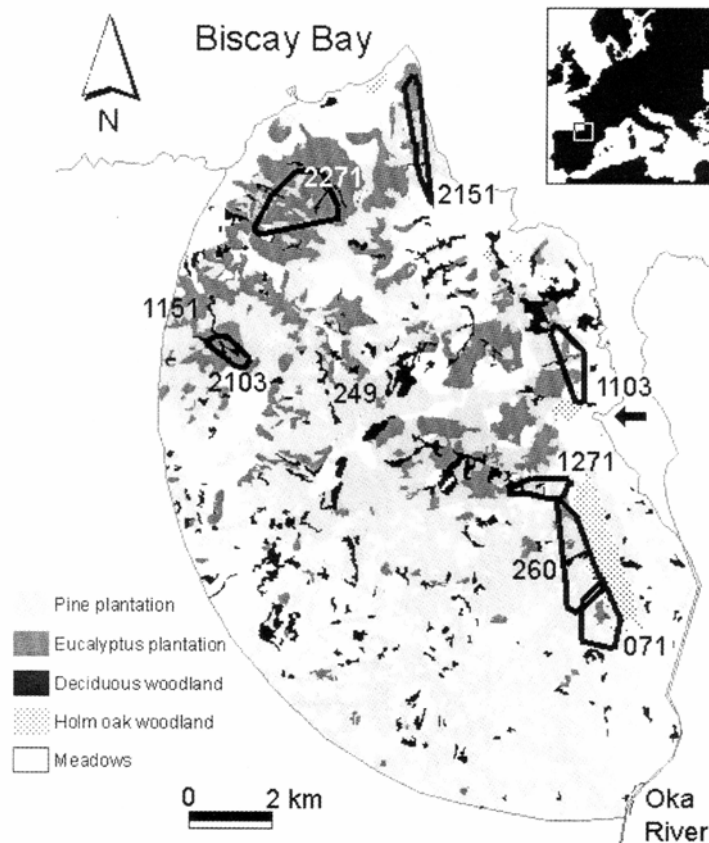 Biscay Bay
N
2271
2151
1151
2103
249
1103
1271
260
071
Pine plantation
Eucalyptus plantation
Deciduous woodland
Holm oak woodland
Meadows
0 2 km
Oka
River